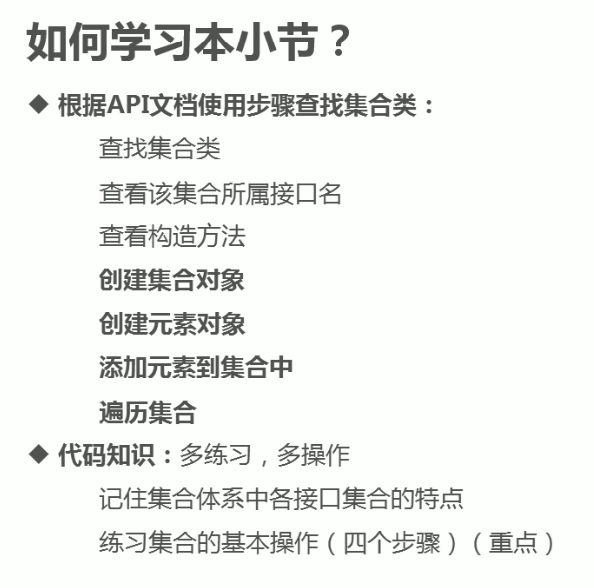 如何学习本小节？
◆ 根据API文档使用步骤查找集合类：
查找集合类
查看该集合所属接口名
查看构造方法
创建集合对象
创建元素对象
添加元素到集合中
遍历集合
◆ 代码知识：多练习，多操作
记住集合体系中各接口集合的特点
练习集合的基本操作（四个步骤）（重点）